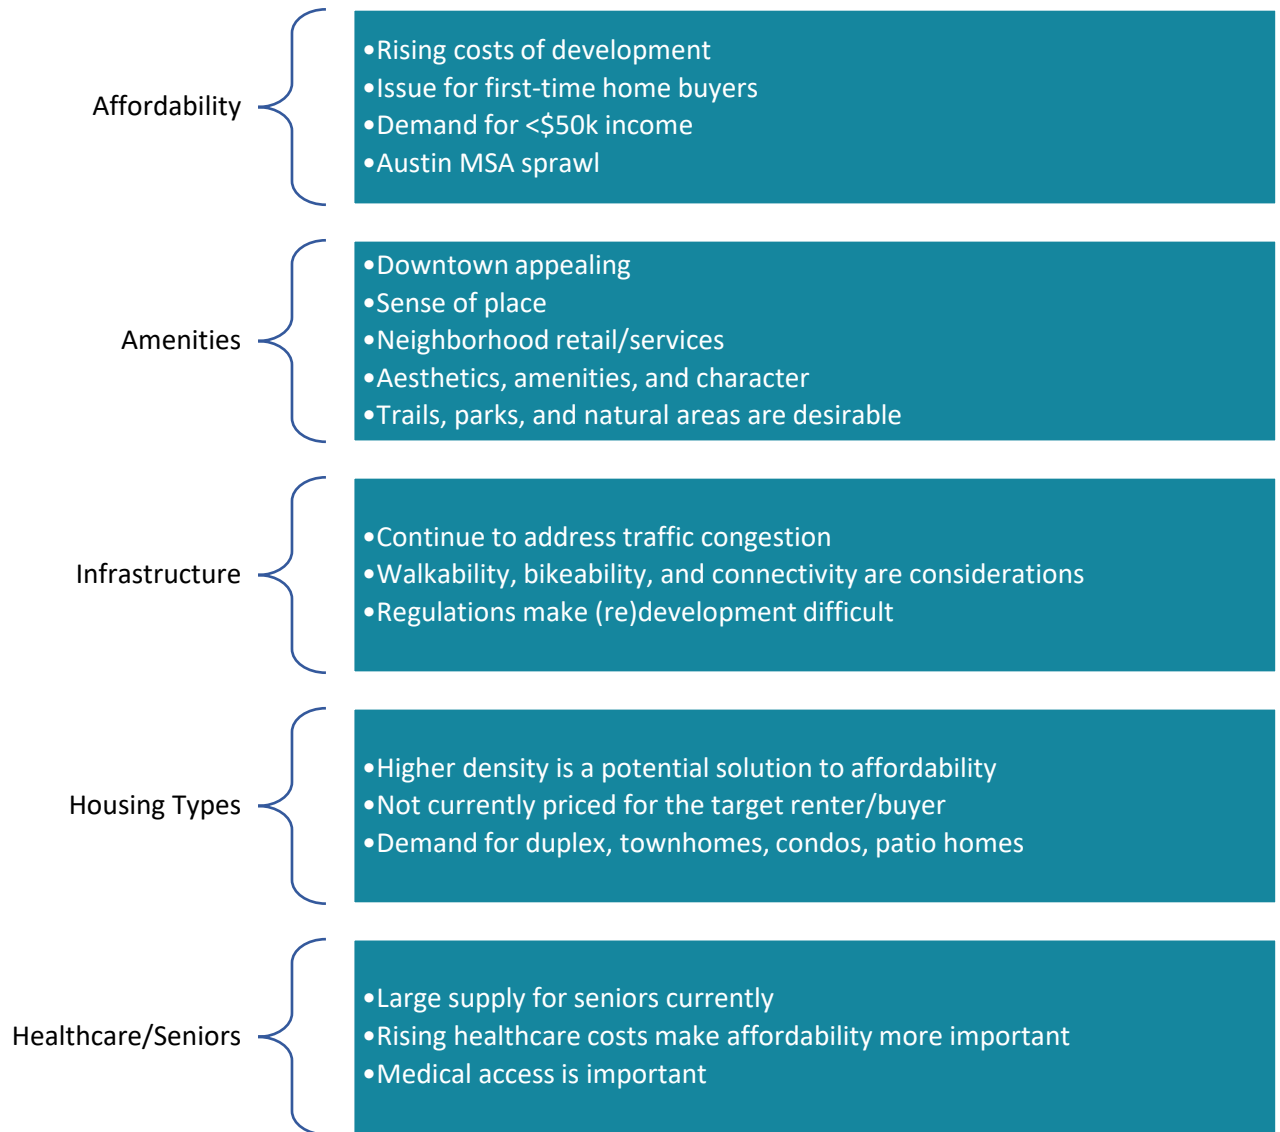 Affordability
•Rising costs of development
•Issue for first-time home buyers
•Demand for <$50k income
•Austin MSA sprawl
Amenities
•Downtown appealing
•Sense of place
•Neighborhood retail/services
•Aesthetics, amenities, and character
•Trails, parks, and natural areas are desirable
Infrastructure
•Continue to address traffic congestion
•Walkability, bikeability, and connectivity are considerations
•Regulations make (re)development difficult
Housing Types
•Higher density is a potential solution to affordability
•Not currently priced for the target renter/buyer
•Demand for duplex, townhomes, condos, patio homes
Healthcare/Seniors
•Large supply for seniors currently
•Rising healthcare costs make affordability more important
•Medical access is important